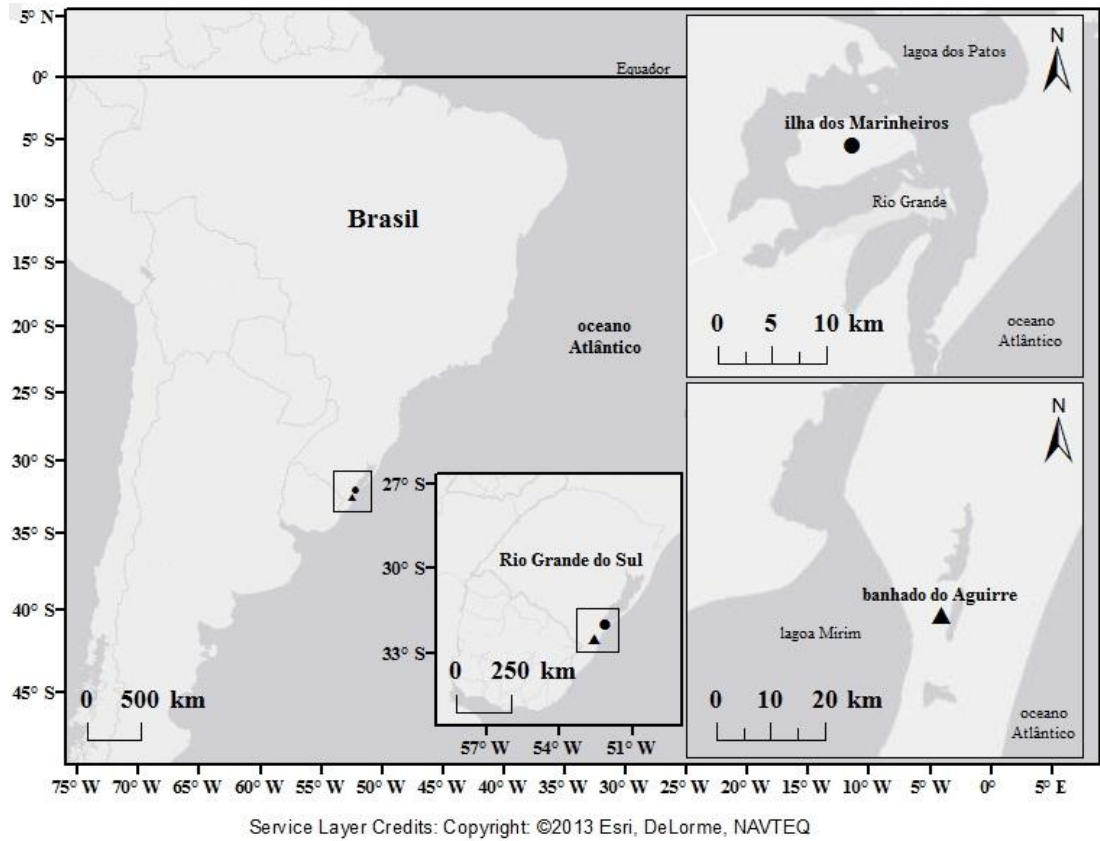 5° N
0°
5° S
10° S
15° S
20° S
25° S
30° S
35° S
40° S
45° S
Equador
Brasil
oceano
Atlântico
0 500 km
27° S
30° S
33° S
Rio Grande do Sul
0 250 km
57° W 54° W 51° W
N
lagoa dos Patos
ilha dos Marinheiros
Rio Grande
0 5 10 km
oceano
Atlântico
N
banhado do Aguirre
lagoa Mirim
0 10 20 km
oceano
Atlântico
75° W 70° W 65° W 60° W 55° W 50° W 45° W 40° W 35° W 30° W 25° W 20° W 15° W 10° W 5° W 0° 5° E
Service Layer Credits: Copyright: ©2013 Esri, DeLorme, NAVTEQ